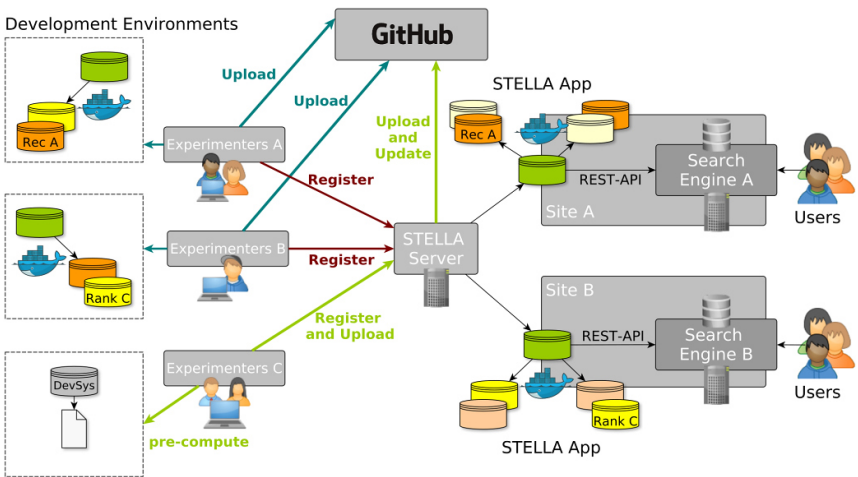 Development Environments
GitHub
Upload
Upload
STELLA App
Rec A
Experimenters A
Upload
and
Update
Rec A
REST-API
Search
Engine A
Register
Site A
Users
Experimenters B
Register
STELLA
Server
Rank C
Site B
Register
and Upload
REST-API
Search
Engine B
Experimenters C
DevSys
Users
Rank C
pre-compute
STELLA App